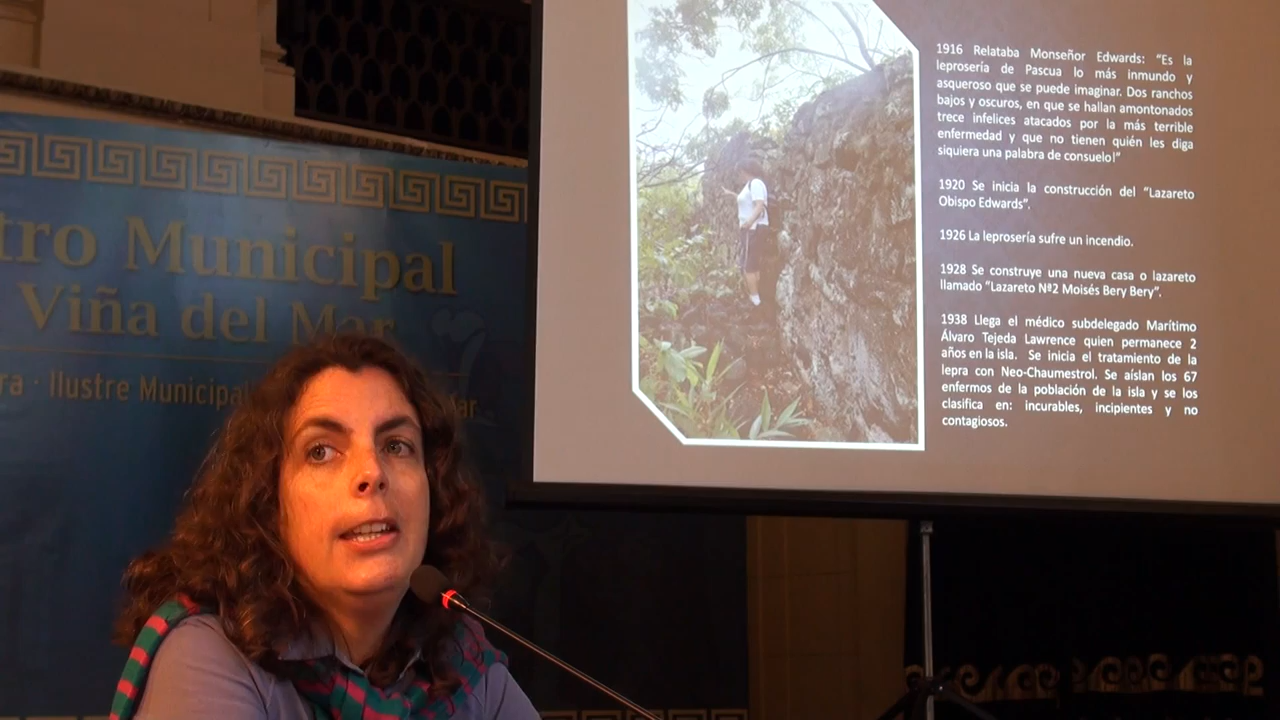 tro Municipal
Viña del Mar
ra · Ilustre Municipal
ar
1916 Relataba Monseñor Edwards: “Es la
leprosería de Pascua lo más inmundo y
asqueroso que se puede imaginar. Dos ranchos
bajos y oscuros, en que se hallan amontonados
trece infelices atacados por la más terrible
enfermedad y que no tienen quién les diga
siquiera una palabra de consuelo!”
1920 Se inicia la construcción del “Lazareto
Obispo Edwards”.
1926 La leprosería sufre un incendio.
1928 Se construye una nueva casa o lazareto
llamado “Lazareto Nº2 Moisés Bery Bery”.
1938 Llega el médico subdelegado Marítimo
Álvaro Tejeda Lawrence quien permanece 2
años en la isla. Se inicia el tratamiento de la
lepra con Neo-Chaumestrol. Se aíslan los 67
enfermos de la población de la isla y se los
clasifica en: incurables, incipientes y no
contagiosos.